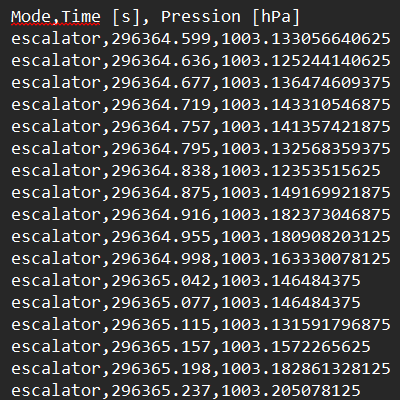 Mode,Time [s], Pression [hPa]
escalator,296364.599,1003.133056640625
escalator,296364.636,1003.125244140625
escalator,296364.677,1003.136474609375
escalator,296364.719,1003.143310546875
escalator,296364.757,1003.141357421875
escalator,296364.795,1003.132568359375
escalator,296364.838,1003.12353515625
escalator,296364.875,1003.149169921875
escalator,296364.916,1003.182373046875
escalator,296364.955,1003.180908203125
escalator,296364.998,1003.163330078125
escalator,296365.042,1003.146484375
escalator,296365.077,1003.146484375
escalator,296365.115,1003.131591796875
escalator,296365.157,1003.1572265625
escalator,296365.198,1003.182861328125
escalator,296365.237,1003.205078125